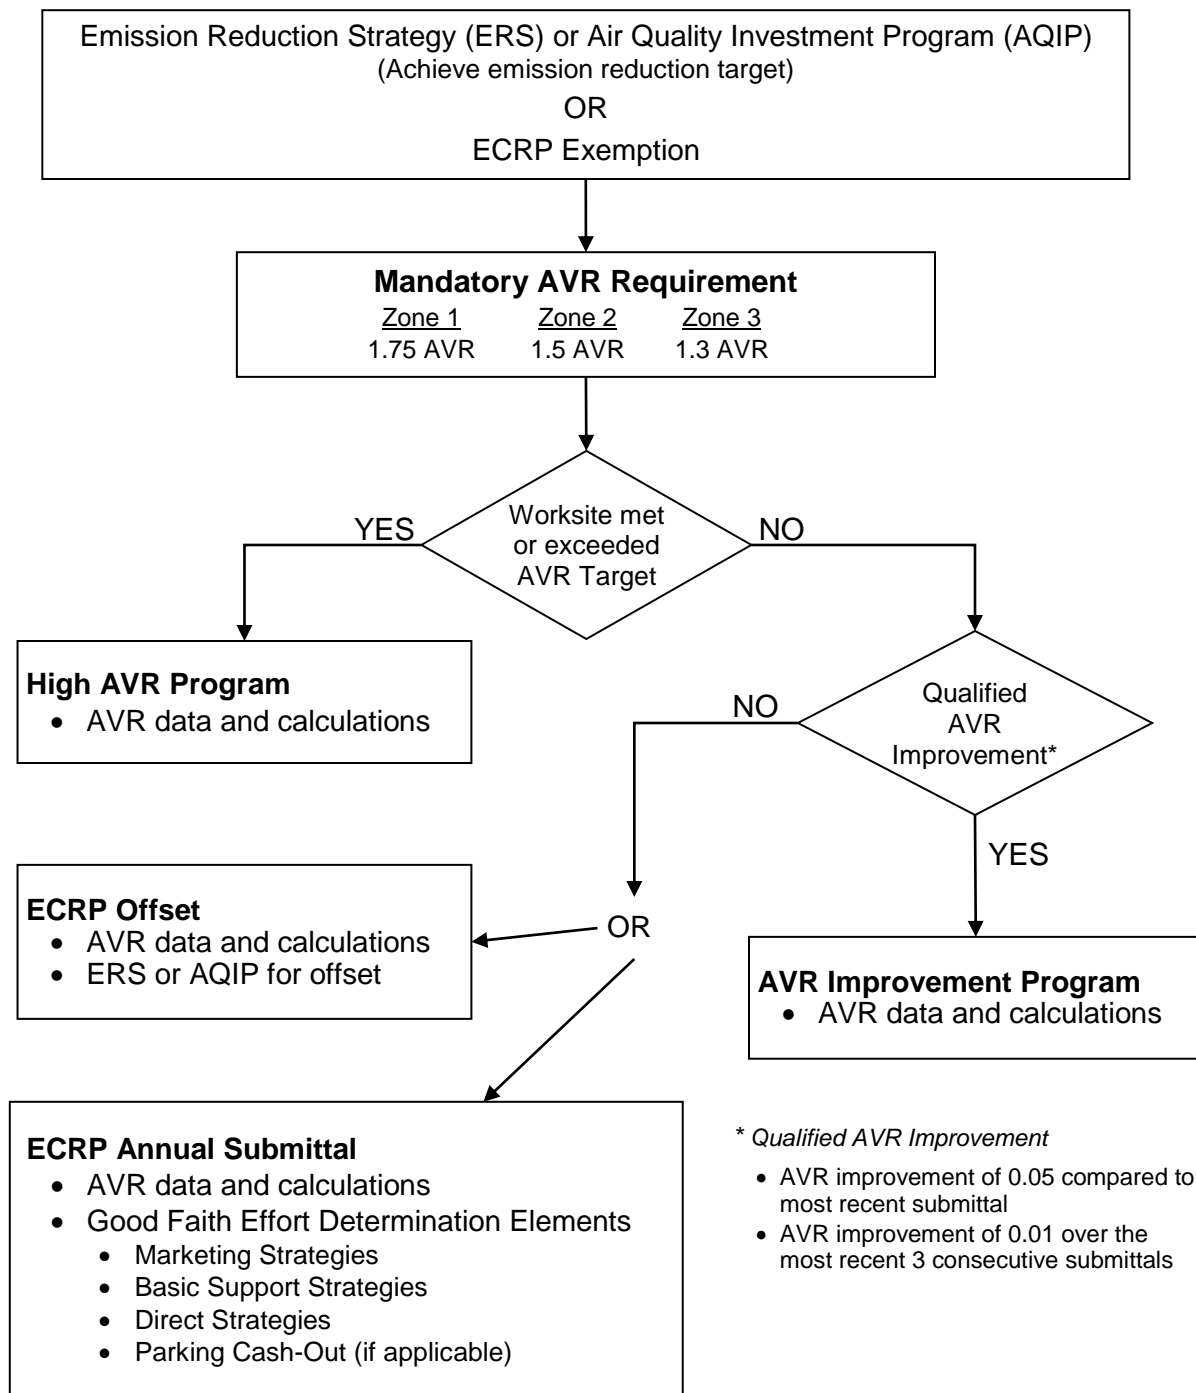 Emission Reduction Strategy (ERS) or Air Quality Investment Program (AQIP)
(Achieve emission reduction target)
OR
ECRP Exemption
Mandatory AVR Requirement
Zone 1 Zone 2 Zone 3
1.75 AVR 1.5 AVR 1.3 AVR
YES
Worksite met
or exceeded
AVR Target
NO
High AVR Program
• AVR data and calculations
NO
Qualified
AVR
Improvement*
YES
ECRP Offset
• AVR data and calculations
• ERS or AQIP for offset
OR
AVR Improvement Program
• AVR data and calculations
ECRP Annual Submittal
• AVR data and calculations
• Good Faith Effort Determination Elements
• Marketing Strategies
• Basic Support Strategies
• Direct Strategies
• Parking Cash-Out (if applicable)
* Qualified AVR Improvement
• AVR improvement of 0.05 compared to
most recent submittal
• AVR improvement of 0.01 over the
most recent 3 consecutive submittals